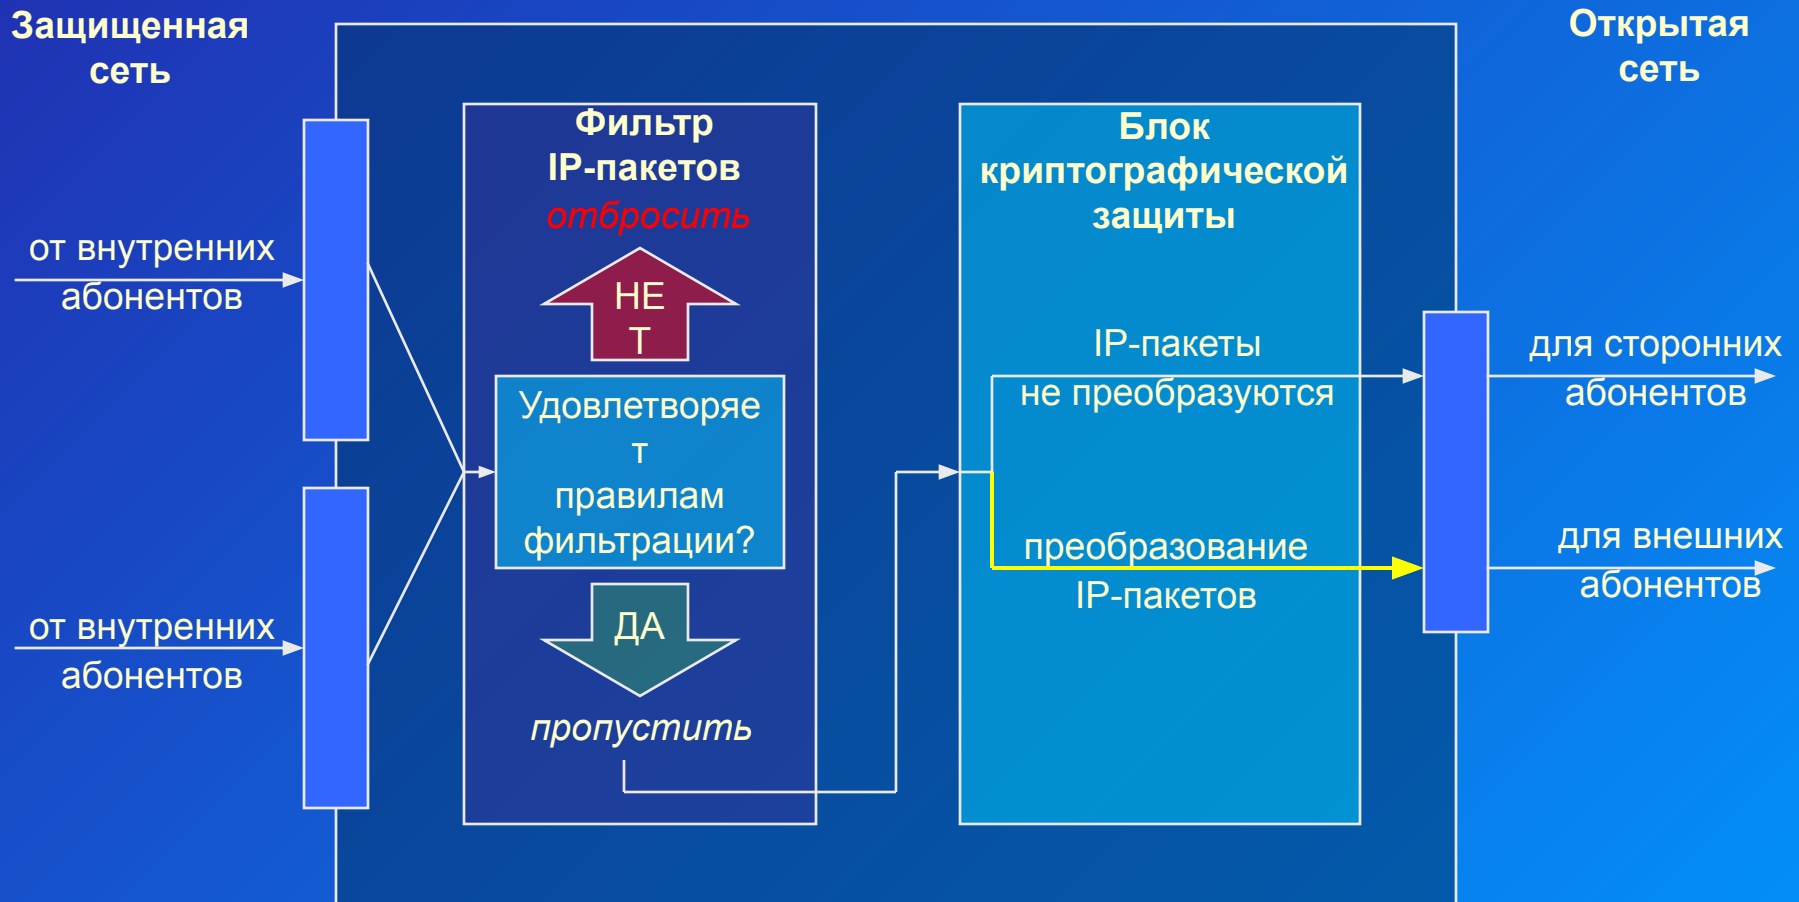 Защищенная
сеть
Открытая
сеть
Фильтр
IP-пакетов
отбросить
НЕ
Т
Удовлетворяе
т
правилам
фильтрации?
ДА
пропустить
Блок
криптографической
защиты
IP-пакеты
не преобразуются
преобразование
IP-пакетов
от внутренних
абонентов
от внутренних
абонентов
для сторонних
абонентов
для внешних
абонентов